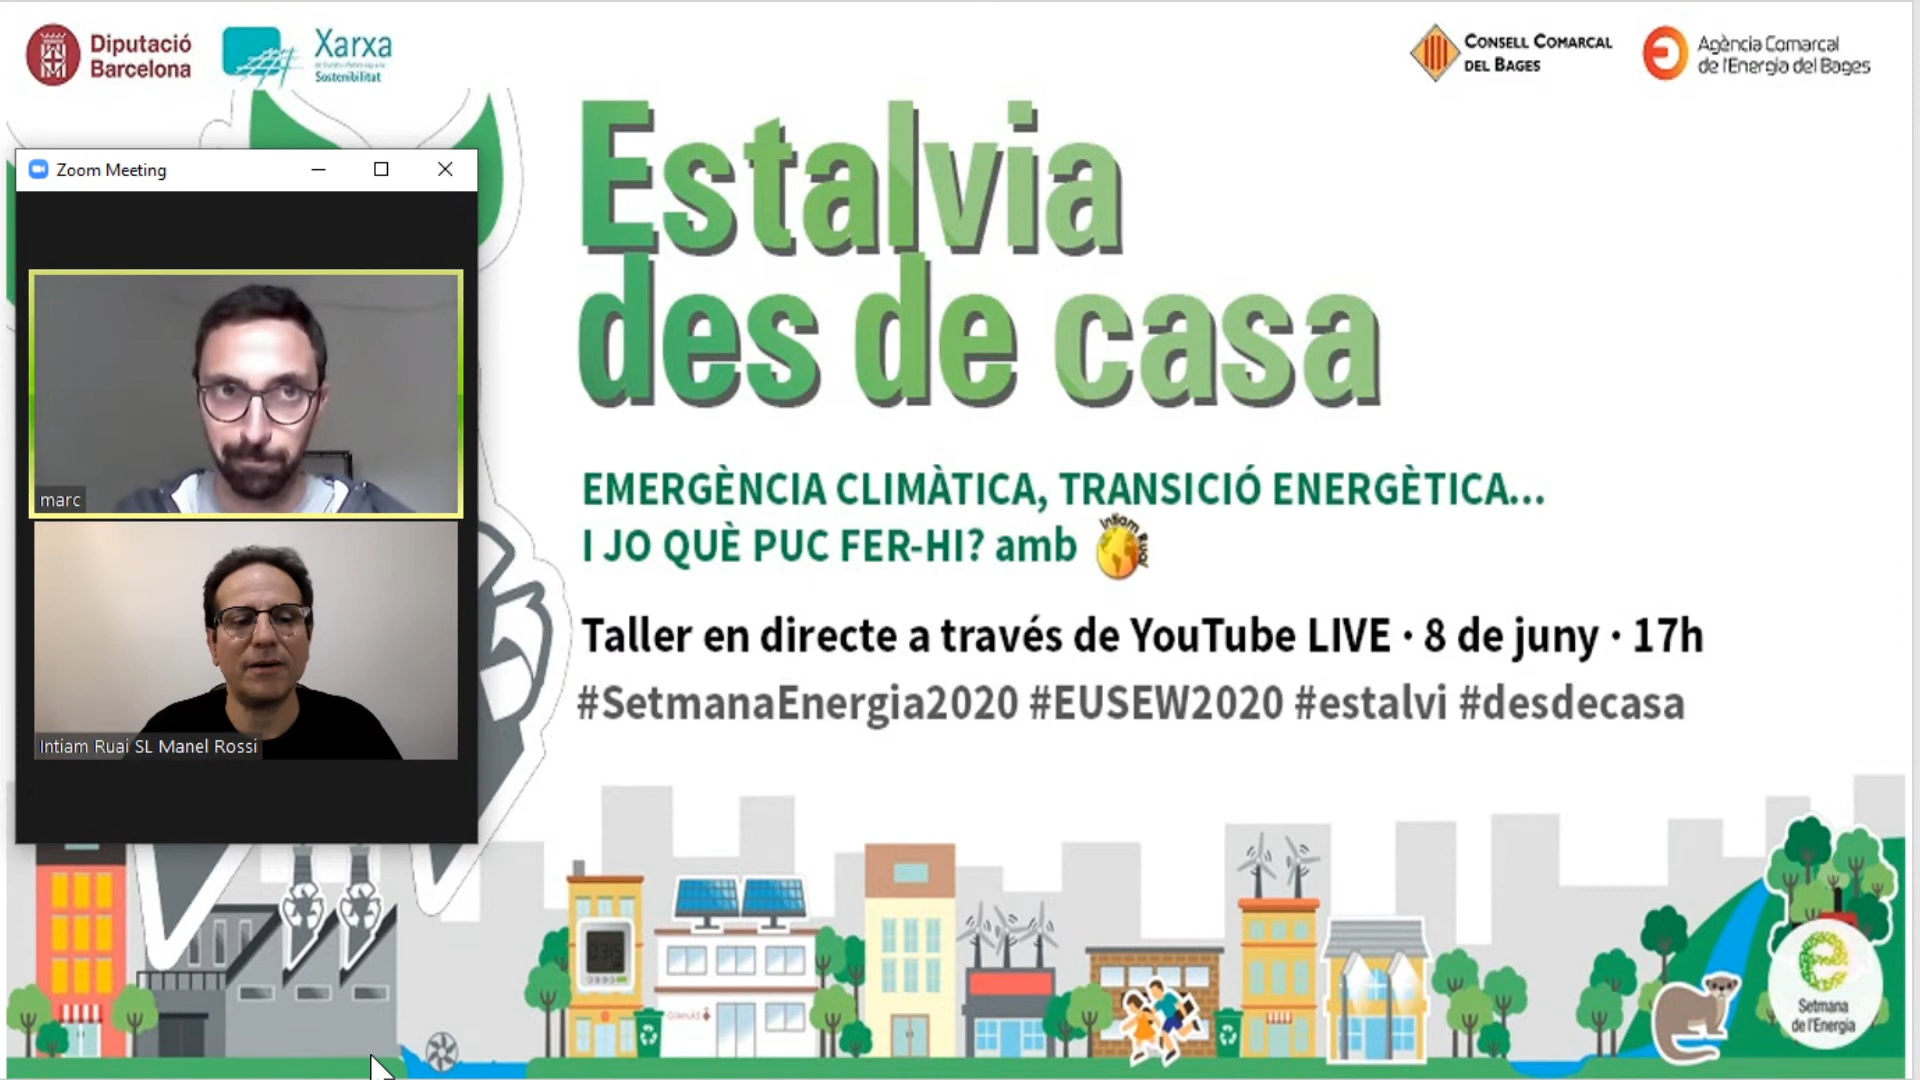 Diputació
Barcelona
Xarxa
Sostenibilitat
CONSELL COMARCAL
DEL BAGES
Agència Comarcal
de l'Energia del Bages
Zoom Meeting
marc
Intiam Ruai SL Manel Rossi
Estalvia
des de casa
EMERGÈNCIA CLIMÀTICA, TRANSICIÓ ENERGÈTICA...
I JO QUÈ PUC FER-HI? amb
Intiam Ruai
Taller en directe a través de YouTube LIVE · 8 de juny · 17h
#SetmanaEnergia2020 #EUSEW2020 #estalvi #desdecasa
Setmana
de l'Energia